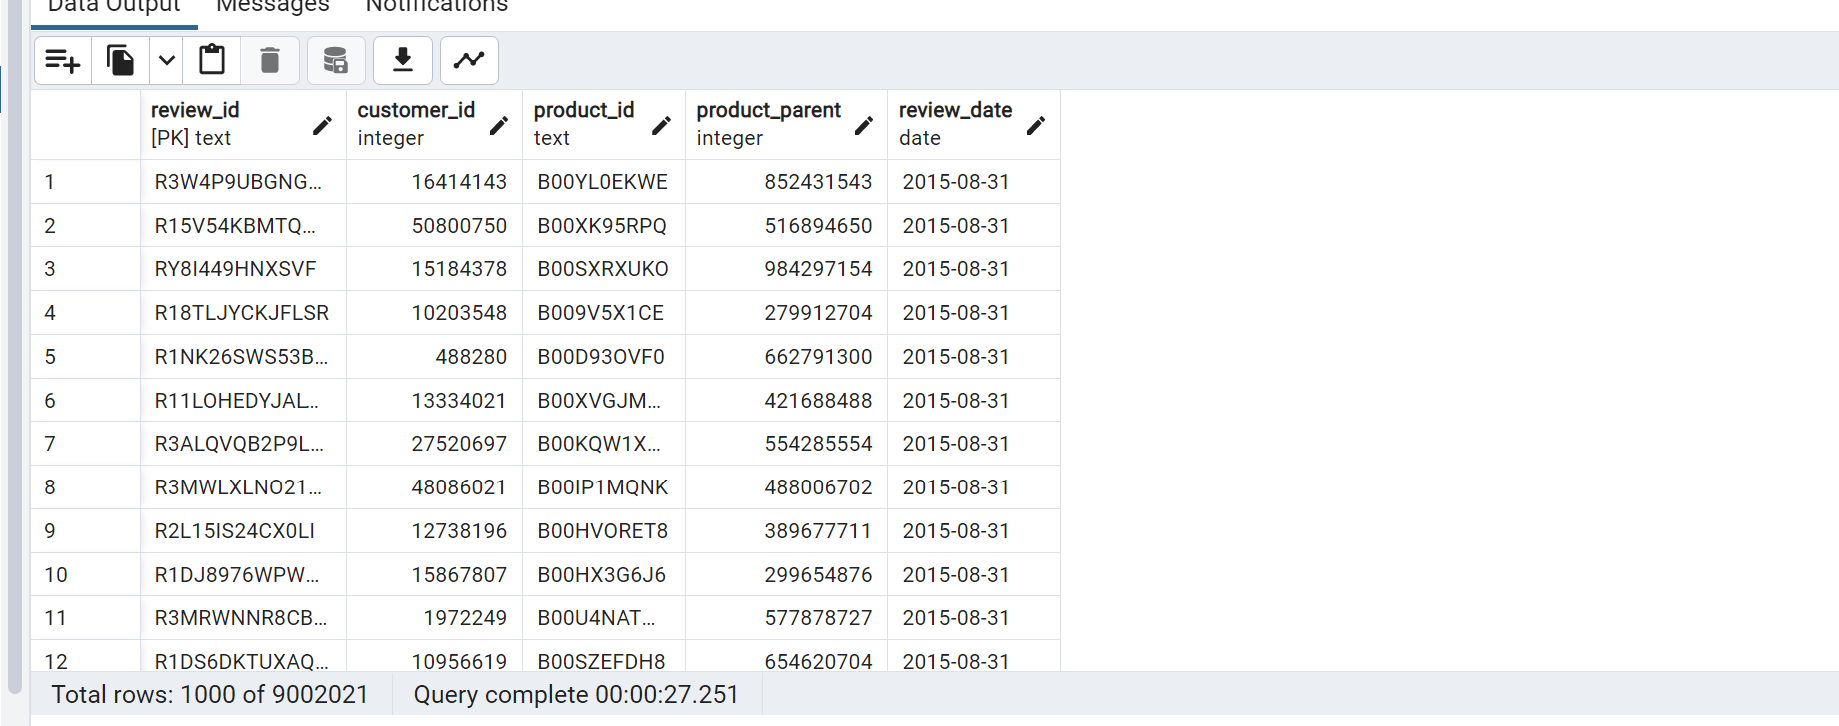 Data Output Messages Notifications
review_id customer_id product_id product_parent review_date
[PK] text integer text integer date
1 R3W4P9UBGNG... 16414143 B00YL0EKWE 852431543 2015-08-31
2 R15V54KBMTQ... 50800750 B00XK95RPQ 516894650 2015-08-31
3 RY8I449HNXSVF 15184378 B00SXRXUKO 984297154 2015-08-31
4 R18TLJYCKJFLSR 10203548 B009V5X1CE 279912704 2015-08-31
5 R1NK26SWS53B... 488280 B00D93OVF0 662791300 2015-08-31
6 R11LOHEDYJAL... 13334021 B00XVGJM... 421688488 2015-08-31
7 R3ALQVQB2P9L... 27520697 B00KQW1X... 554285554 2015-08-31
8 R3MWLXLNO21... 48086021 B00IP1MQNK 488006702 2015-08-31
9 R2L15IS24CX0LI 12738196 B00HVORET8 389677711 2015-08-31
10 R1DJ8976WPW... 15867807 B00HX3G6J6 299654876 2015-08-31
11 R3MRWNNR8CB... 1972249 B00U4NAT... 577878727 2015-08-31
12 R1DS6DKTUXAQ... 10956619 B00SZEFDH8 654620704 2015-08-31
Total rows: 1000 of 9002021 Query complete 00:00:27.251